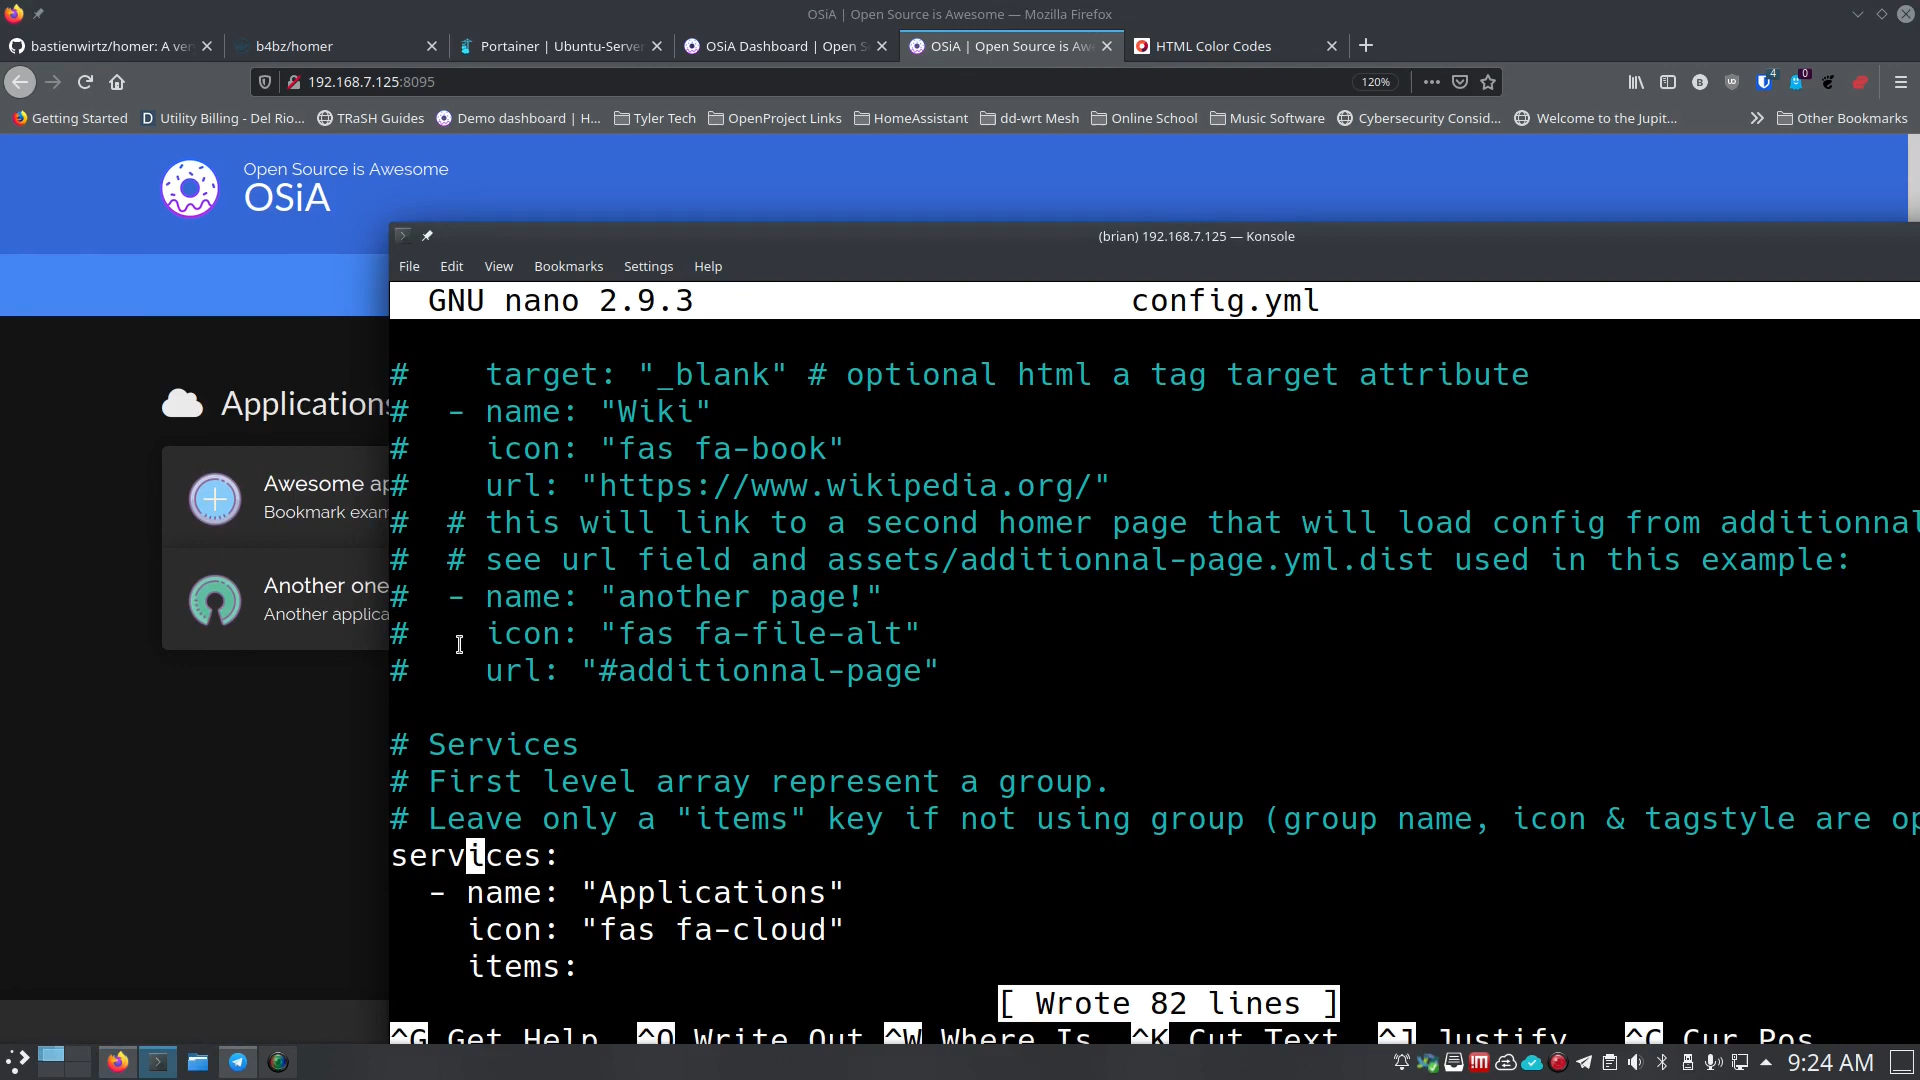 OSiA | Open Source is Awesome — Mozilla Firefox
bastienwirtz/homer: A ve
b4bz/homer
Portainer | Ubuntu-Serve
OSiA Dashboard | Open S
OSiA | Open Source is Aw
HTML Color Codes
192.168.7.125:8095
120%
4
0
Getting Started
Utility Billing - Del Rio...
TRaSH Guides
Demo dashboard | H...
Tyler Tech
OpenProject Links
HomeAssistant
dd-wrt Mesh
Online School
Music Software
Cybersecurity Consid...
Welcome to the Jupit...
Other Bookmarks
Open Source is Awesome
OSiA
Applications
Awesome ap
Bookmark exam
Another one
Another applica
(brian) 192.168.7.125 — Konsole
File Edit View Bookmarks Settings Help
GNU nano 2.9.3 config.yml
#    target: "_blank" # optional html a tag target attribute
#  - name: "Wiki"
#    icon: "fas fa-book"
#    url: "https://www.wikipedia.org/"
#  # this will link to a second homer page that will load config from additionnal
#  # see url field and assets/additionnal-page.yml.dist used in this example:
#  - name: "another page!"
#    icon: "fas fa-file-alt"
#    url: "#additionnal-page"
# Services
# First level array represent a group.
# Leave only a "items" key if not using group (group name, icon & tagstyle are op
services:
  - name: "Applications"
    icon: "fas fa-cloud"
    items:
[ Wrote 82 lines ]
^G Get Help ^O Write Out ^W Where Is ^K Cut Text ^J Justify ^C Cur Pos
9:24 AM